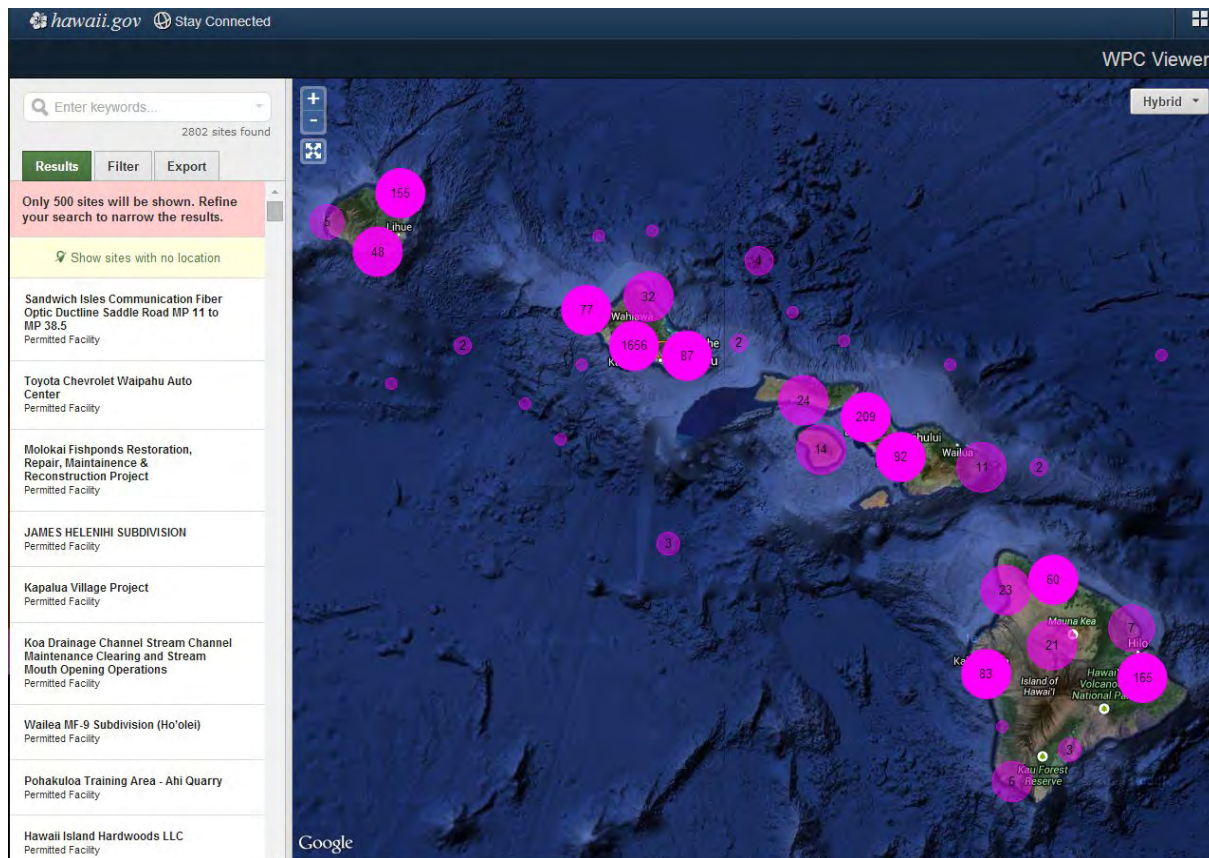 hawaii.gov Stay Connected
WPC Viewer
Enter keywords...
2802 sites found
Results Filter Export
Only 500 sites will be shown. Refine
your search to narrow the results.
Show sites with no location
Sandwich Isles Communication Fiber
Optic Ductline Saddle Road MP 11 to
MP 38.5
Permitted Facility
Toyota Chevrolet Waipahu Auto
Center
Permitted Facility
Molokai Fishponds Restoration,
Repair, Maintainence &
Reconstruction Project
Permitted Facility
JAMES HELENIHI SUBDIVISION
Permitted Facility
Kapalua Village Project
Permitted Facility
Koa Drainage Channel Stream Channel
Maintenance Clearing and Stream
Mouth Opening Operations
Permitted Facility
Wailea MF-9 Subdivision (Ho'olei)
Permitted Facility
Pohakuloa Training Area - Ahi Quarry
Permitted Facility
Hawaii Island Hardwoods LLC
Permitted Facility
+
-
Hybrid
155
5
Lihue
48
4
32
77
Wahiawa
1656
87
2
2
24
209
14
92
Wailua
11
2
3
60
23
Mauna Kea
7
21
Hilo
83
165
Island of
Hawai'i
Hawai'i
Volcano
National Pa
3
Kau Forest
Reserve
6
Google